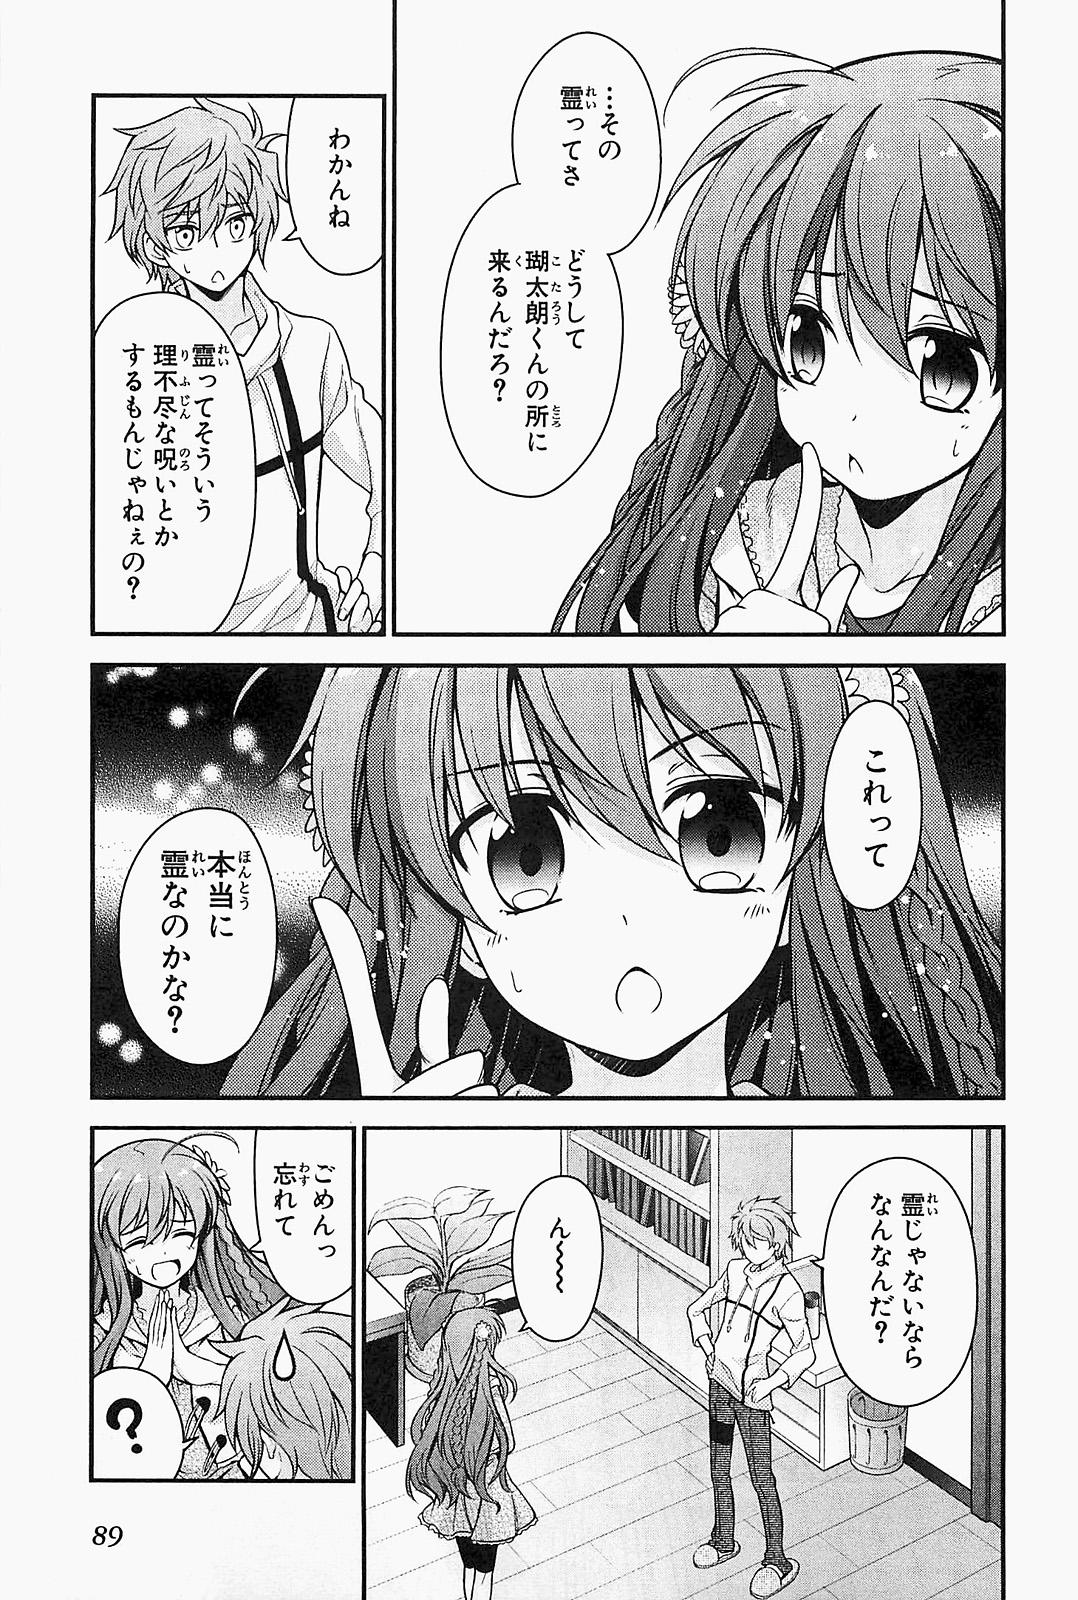 …その
霊ってさ
どうして
瑚太朗くんの所に
来るんだろ？
わかんね
霊ってそういう
理不尽な呪いとか
するもんじゃねぇの？
これって
本当に
霊なのかな？
霊じゃないなら
なんなんだ？
ん〜〜〜
ごめんっ
忘れて
？
89